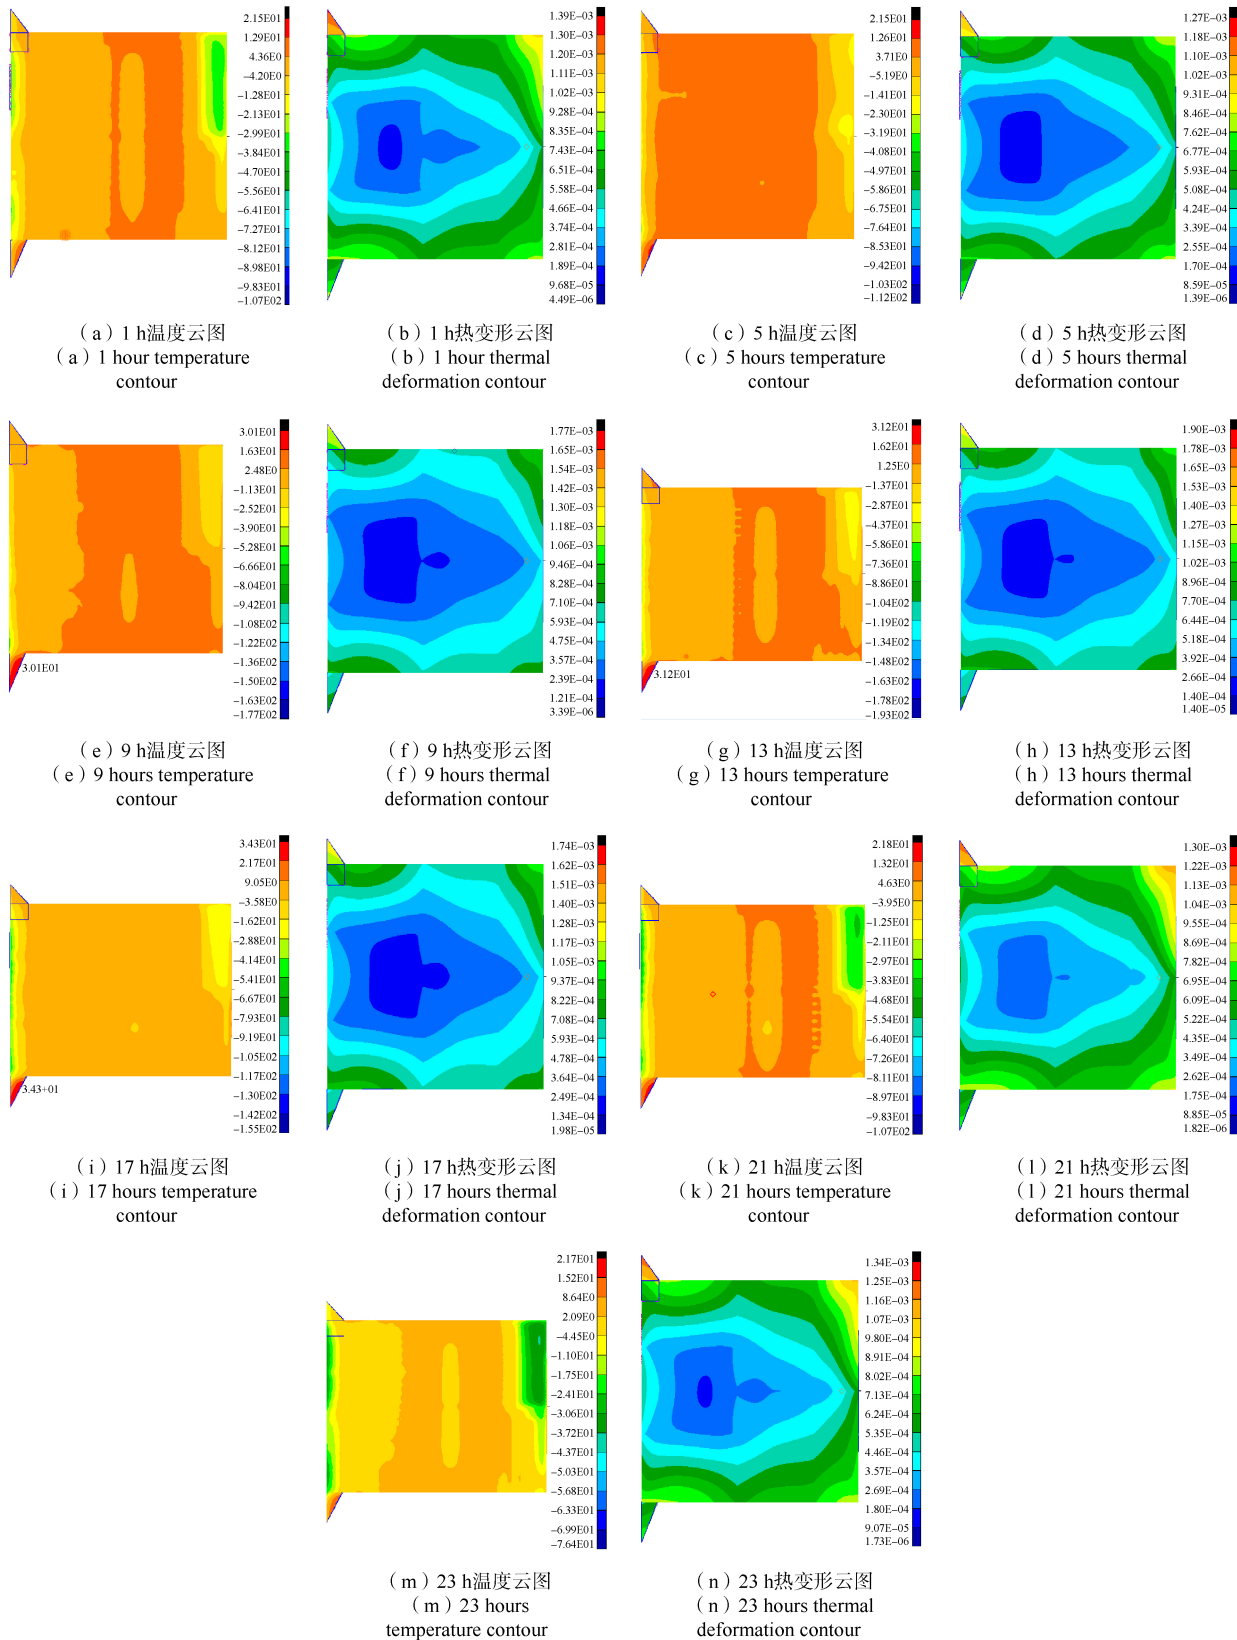 2.15E01
1.29E01
4.36E0
−4.20E0
−1.28E01
−2.13E01
−2.99E01
−3.84E01
−4.70E01
−5.56E01
−6.41E01
−7.27E01
−8.12E01
−8.98E01
−9.83E01
−1.07E02
(a) 1 h温度云图
(a) 1 hour temperature
contour
1.39E−03
1.30E−03
1.20E−03
1.11E−03
1.02E−03
9.28E−04
8.35E−04
7.43E−04
6.51E−04
5.58E−04
4.66E−04
3.74E−04
2.81E−04
1.89E−04
9.68E−05
4.49E−06
(b) 1 h热变形云图
(b) 1 hour thermal
deformation contour
2.15E01
1.26E01
3.71E0
−5.19E0
−1.41E01
2.30E−01
−3.19E01
−4.08E01
−4.97E01
−5.86E01
−6.75E01
−7.64E01
−8.53E01
−9.42E01
−1.03E02
−1.12E02
(c) 5 h温度云图
(c) 5 hours temperature
contour
1.27E−03
1.18E−03
1.10E−03
1.02E−03
9.31E−04
8.46E−04
7.62E−04
6.77E−04
5.93E−04
5.08E−04
4.24E−04
3.39E−04
2.55E−04
1.70E−04
8.59E−05
1.39E−06
(d) 5 h热变形云图
(d) 5 hours thermal
deformation contour
3.01E01
1.63E01
2.48E0
−1.13E01
−2.52E01
−3.90E01
−5.28E01
−6.66E01
−8.04E01
−9.42E01
−1.08E02
−1.22E02
−1.36E02
−1.50E02
−1.63E02
−1.77E02
3.01E01
(e) 9 h温度云图
(e) 9 hours temperature
contour
1.77E−03
1.65E−03
1.54E−03
1.42E−03
1.30E−03
1.18E−03
1.06E−03
9.46E−04
8.28E−04
7.10E−04
5.93E−04
4.75E−04
3.57E−04
2.39E−04
1.21E−04
3.39E−06
(f) 9 h热变形云图
(f) 9 hours thermal
deformation contour
3.12E01
1.62E01
1.25E0
−1.37E01
−2.87E01
−4.37E01
−5.86E01
−7.36E01
−8.86E01
−1.04E02
−1.19E02
−1.34E02
−1.48E02
−1.63E02
−1.78E02
−1.93E02
3.12E01
(g) 13 h温度云图
(g) 13 hours temperature
contour
1.90E−03
1.78E−03
1.65E−03
1.53E−03
1.40E−03
1.27E−03
1.15E−03
1.02E−03
8.96E−04
7.70E−04
6.44E−04
5.18E−04
3.92E−04
2.66E−04
1.40E−04
1.40E−05
(h) 13 h热变形云图
(h) 13 hours thermal
deformation contour
3.43E01
2.17E01
9.05E0
−3.58E01
−1.62E01
−2.88E01
−4.14E01
−5.41E01
−6.67E01
−7.93E01
−9.19E01
−1.05E02
−1.17E02
−1.30E02
−1.42E02
−1.55E02
3.43+01
(i) 17 h温度云图
(i) 17 hours temperature
contour
1.74E−03
1.62E−03
1.51E−03
1.40E−03
1.28E−03
1.17E−03
1.05E−03
9.37E−04
8.22E−04
7.08E−04
5.93E−04
4.78E−04
3.64E−04
2.49E−04
1.34E−04
1.98E−05
(j) 17 h热变形云图
(j) 17 hours thermal
deformation contour
2.18E01
1.32E01
4.63E0
−3.95E0
−1.25E01
−2.11E01
−2.97E01
−3.83E01
−4.68E01
−5.54E01
−6.40E01
−7.26E01
−8.11E01
−8.97E01
−9.83E01
−1.07E02
(k) 21 h温度云图
(k) 21 hours temperature
contour
1.30E−03
1.22E−03
1.13E−03
1.04E−03
9.55E−04
8.69E−04
7.82E−04
6.95E−04
6.09E−04
5.22E−04
4.35E−04
3.49E−04
2.62E−04
1.75E−04
8.85E−05
1.82E−06
(l) 21 h热变形云图
(l) 21 hours thermal
deformation contour
2.17E01
1.52E01
8.64E0
2.09E0
−4.45E0
−1.10E01
−1.75E01
−2.41E01
−3.06E01
−3.72E01
−4.37E01
−5.03E01
−5.68E01
−6.33E01
−6.99E01
−7.64E01
(m) 23 h温度云图
(m) 23 hours
temperature contour
1.34E−03
1.25E−03
1.16E−03
1.07E−03
9.80E−04
8.91E−04
8.02E−04
7.13E−04
6.24E−04
5.35E−04
4.46E−04
3.57E−04
2.69E−04
1.80E−04
9.07E−05
1.73E−06
(n) 23 h热变形云图
(n) 23 hours thermal
deformation contour